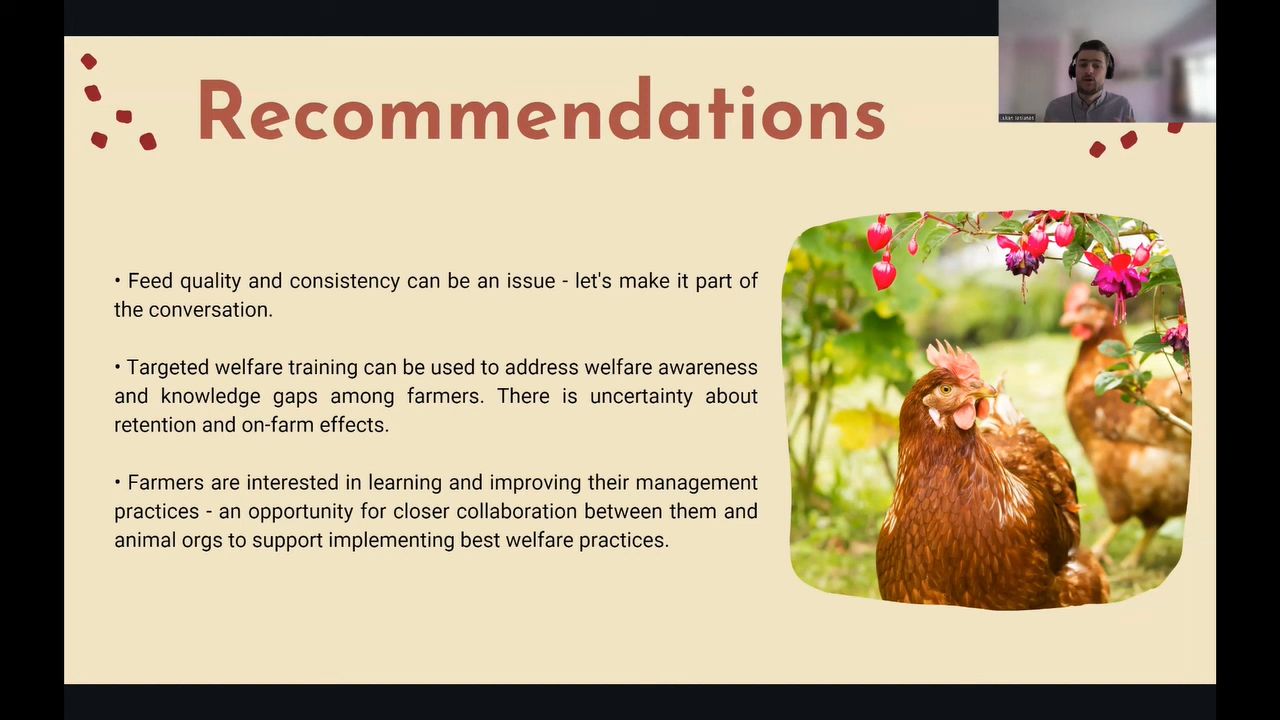 Recommendations
• Feed quality and consistency can be an issue - let's make it part of
the conversation.
• Targeted welfare training can be used to address welfare awareness
and knowledge gaps among farmers. There is uncertainty about
retention and on-farm effects.
• Farmers are interested in learning and improving their management
practices - an opportunity for closer collaboration between them and
animal orgs to support implementing best welfare practices.